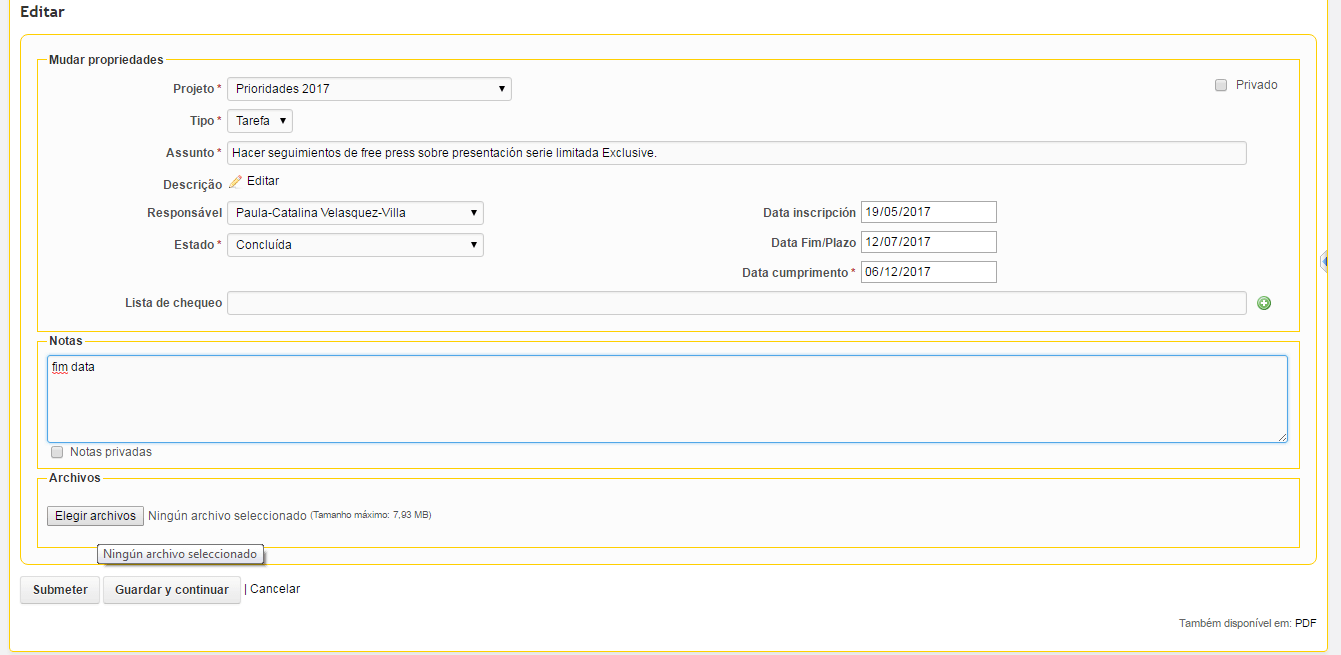 Editar
Mudar propriedades
Projeto * Prioridades 2017 Privado
Tipo * Tarefa
Assunto * Hacer seguimientos de free press sobre presentación serie limitada Exclusive.
Descrição Editar
Responsável Paula-Catalina Velasquez-Villa Data inscripción 19/05/2017
Estado * Concluída Data Fim/Plazo 12/07/2017
Data cumprimento * 06/12/2017
Lista de chequeo
Notas
fim data
Notas privadas
Archivos
Elegir archivos Ningún archivo seleccionado (Tamanho máximo: 7,93 MB)
Ningún archivo seleccionado
Submeter Guardar y continuar | Cancelar
Também disponível em: PDF